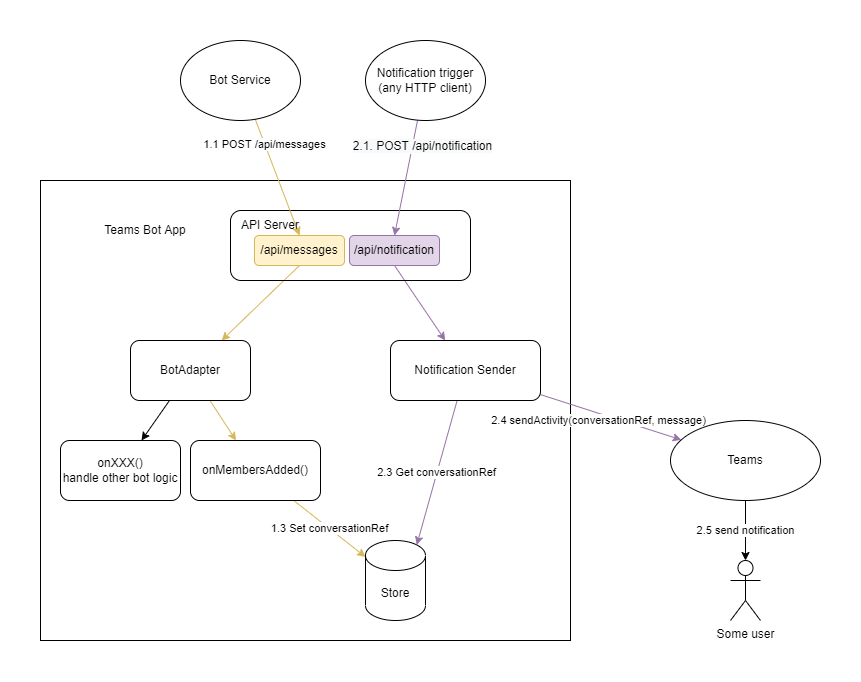 Bot Service
Notification trigger
(any HTTP client)
1.1 POST /api/messages
2.1. POST /api/notification
Teams Bot App
API Server
/api/messages
/api/notification
BotAdapter
Notification Sender
2.4 sendActivity(conversationRef, message)
onXXX()
handle other bot logic
onMembersAdded()
2.3 Get conversationRef
Teams
1.3 Set conversationRef
2.5 send notification
Store
Some user